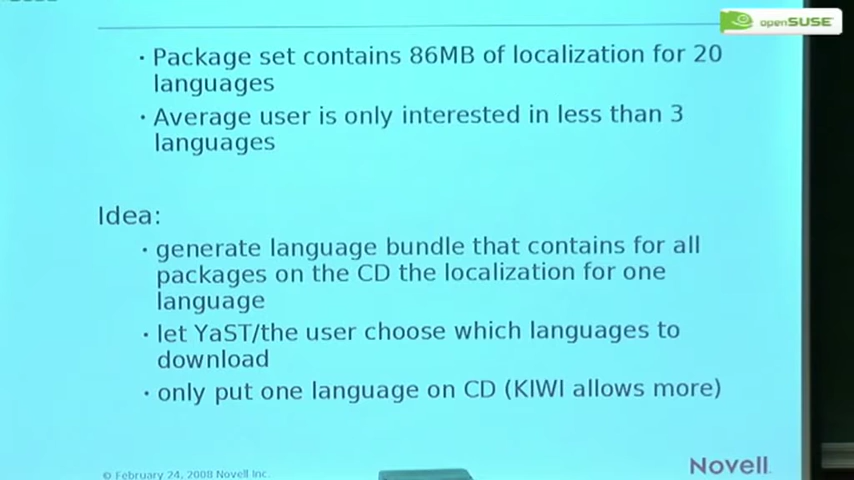 openSUSE
· Package set contains 86MB of localization for 20
languages
· Average user is only interested in less than 3
languages
Idea:
· generate language bundle that contains for all
packages on the CD the localization for one
language
· let YaST/the user choose which languages to
download
· only put one language on CD (KIWI allows more)
© February 24, 2008 Novell Inc.
Novell.